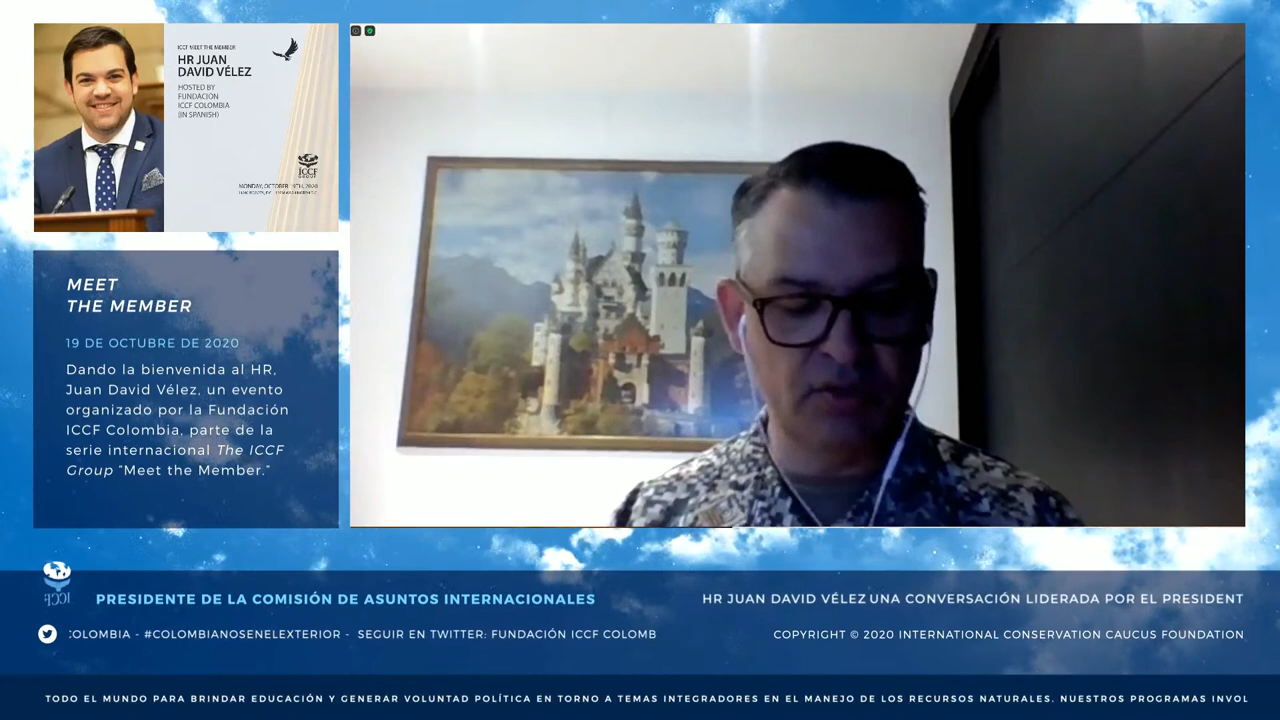 ICCF MEET THE MEMBER
HR JUAN
DAVID VÉLEZ
HOSTED BY
FUNDACIÓN
ICCF COLOMBIA
(IN SPANISH)
ICCF
GROUP
MONDAY, OCTOBER 19TH, 2020
MEET
THE MEMBER
19 DE OCTUBRE DE 2020
Dando la bienvenida al HR,
Juan David Vélez, un evento
organizado por la Fundación
ICCF Colombia, parte de la
serie internacional The ICCF
Group "Meet the Member."
PRESIDENTE DE LA COMISIÓN DE ASUNTOS INTERNACIONALES
HR JUAN DAVID VÉLEZ UNA CONVERSACIÓN LIDERADA POR EL PRESIDENT
COLOMBIA - #COLOMBIANOSENELEXTERIOR - SEGUIR EN TWITTER: FUNDACIÓN ICCF COLOMB
COPYRIGHT © 2020 INTERNATIONAL CONSERVATION CAUCUS FOUNDATION
TODO EL MUNDO PARA BRINDAR EDUCACIÓN Y GENERAR VOLUNTAD POLÍTICA EN TORNO A TEMAS INTEGRADORES EN EL MANEJO DE LOS RECURSOS NATURALES. NUESTROS PROGRAMAS INVOL